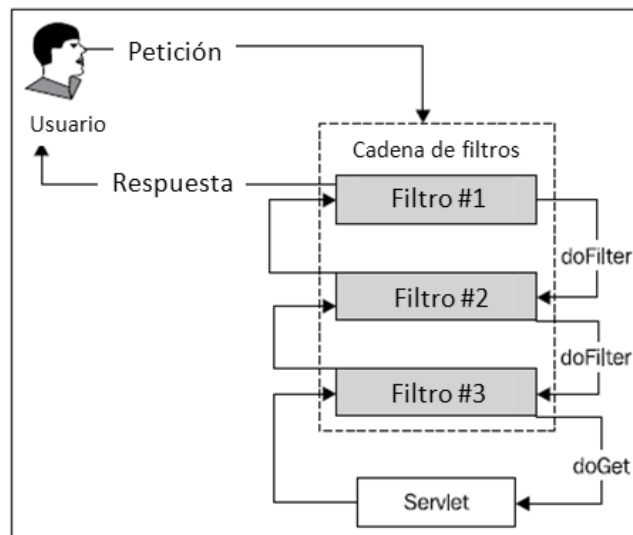 Petición
Usuario
Cadena de filtros
Respuesta
Filtro #1
doFilter
Filtro #2
doFilter
Filtro #3
doGet
Servlet